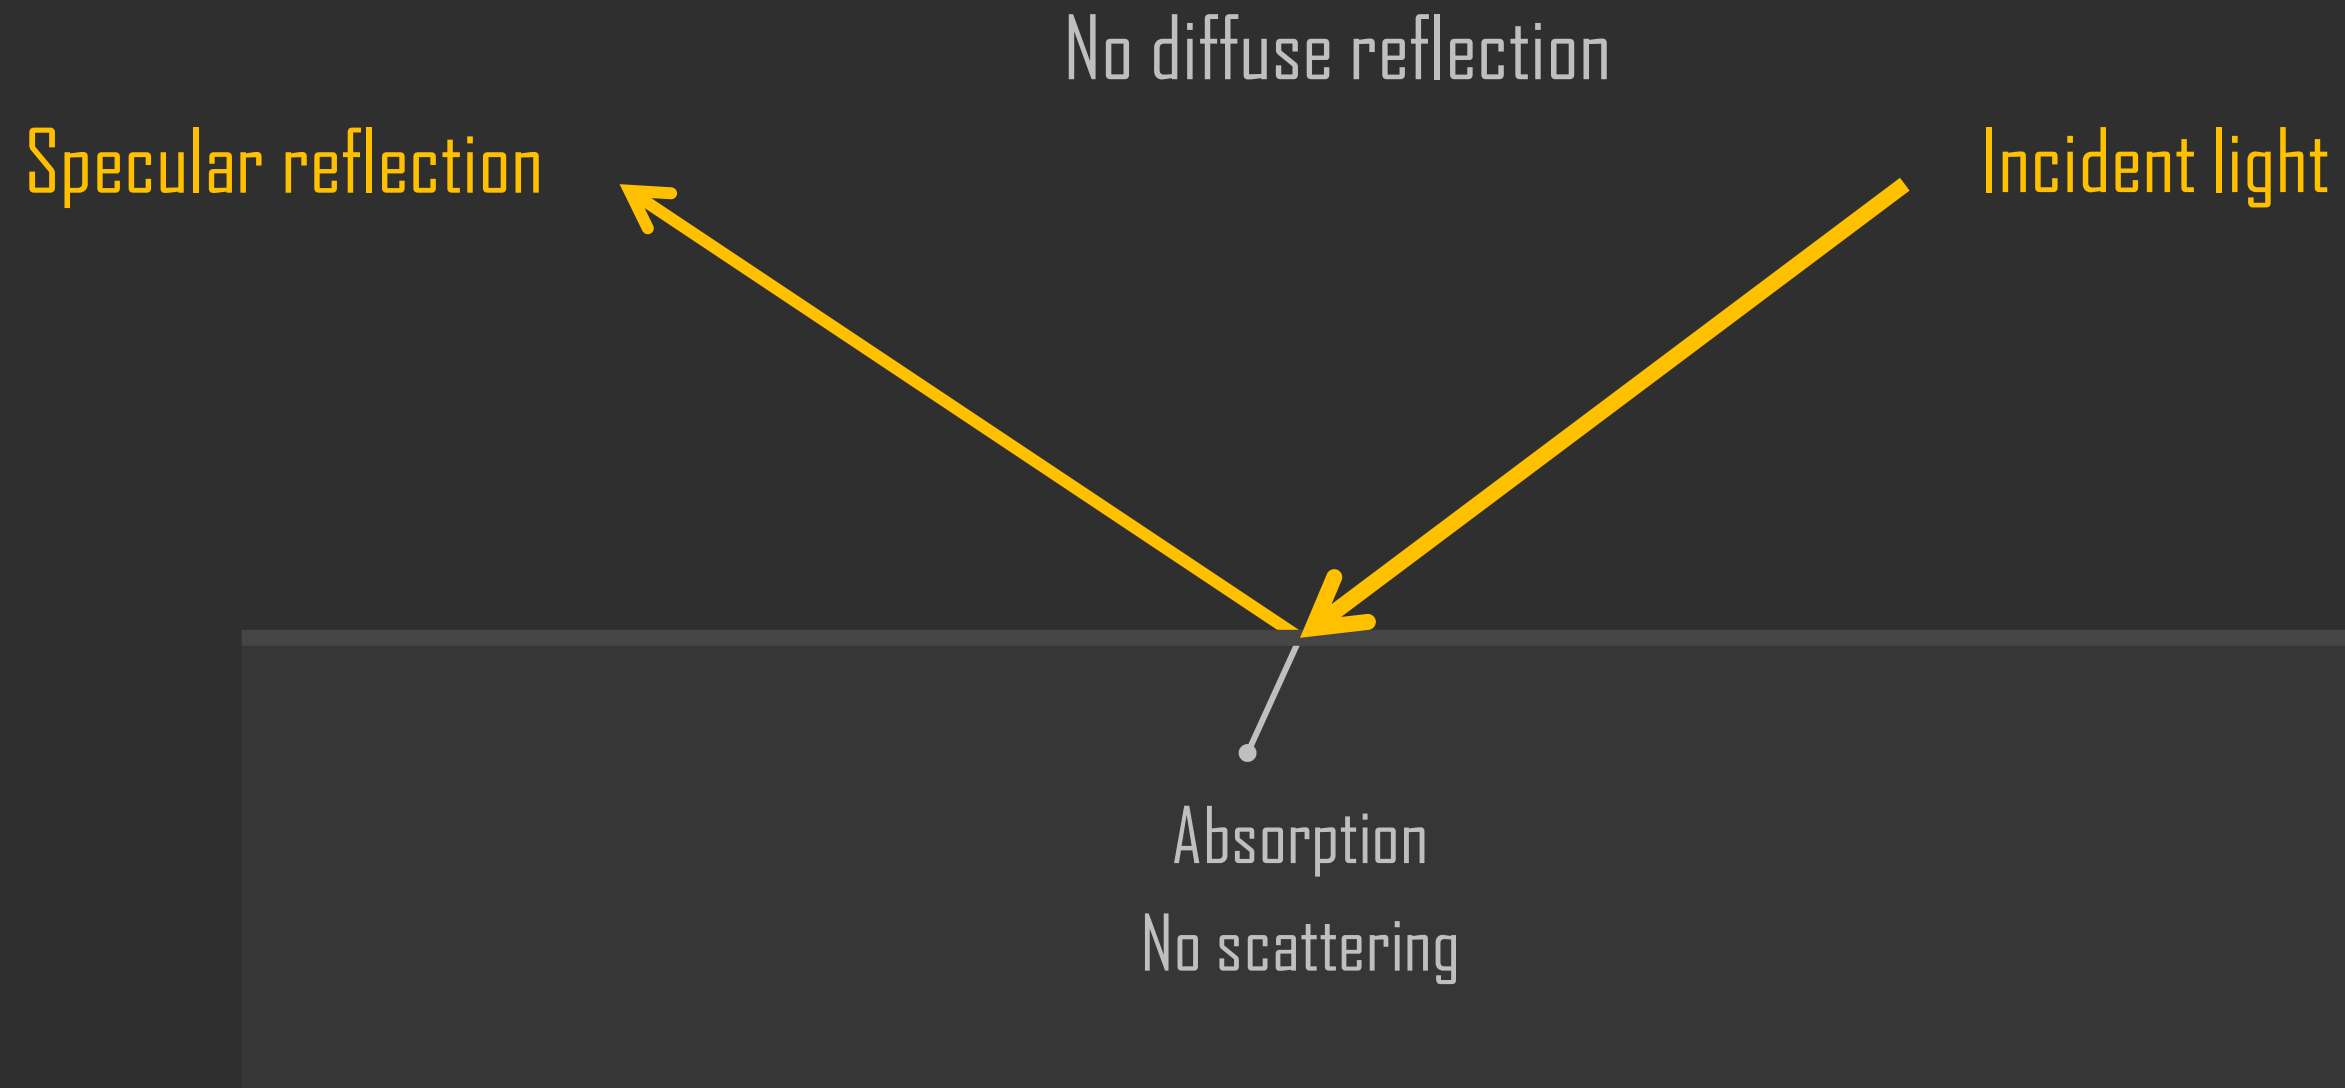 No diffuse reflection
Specular reflection
Incident light
Absorption
No scattering